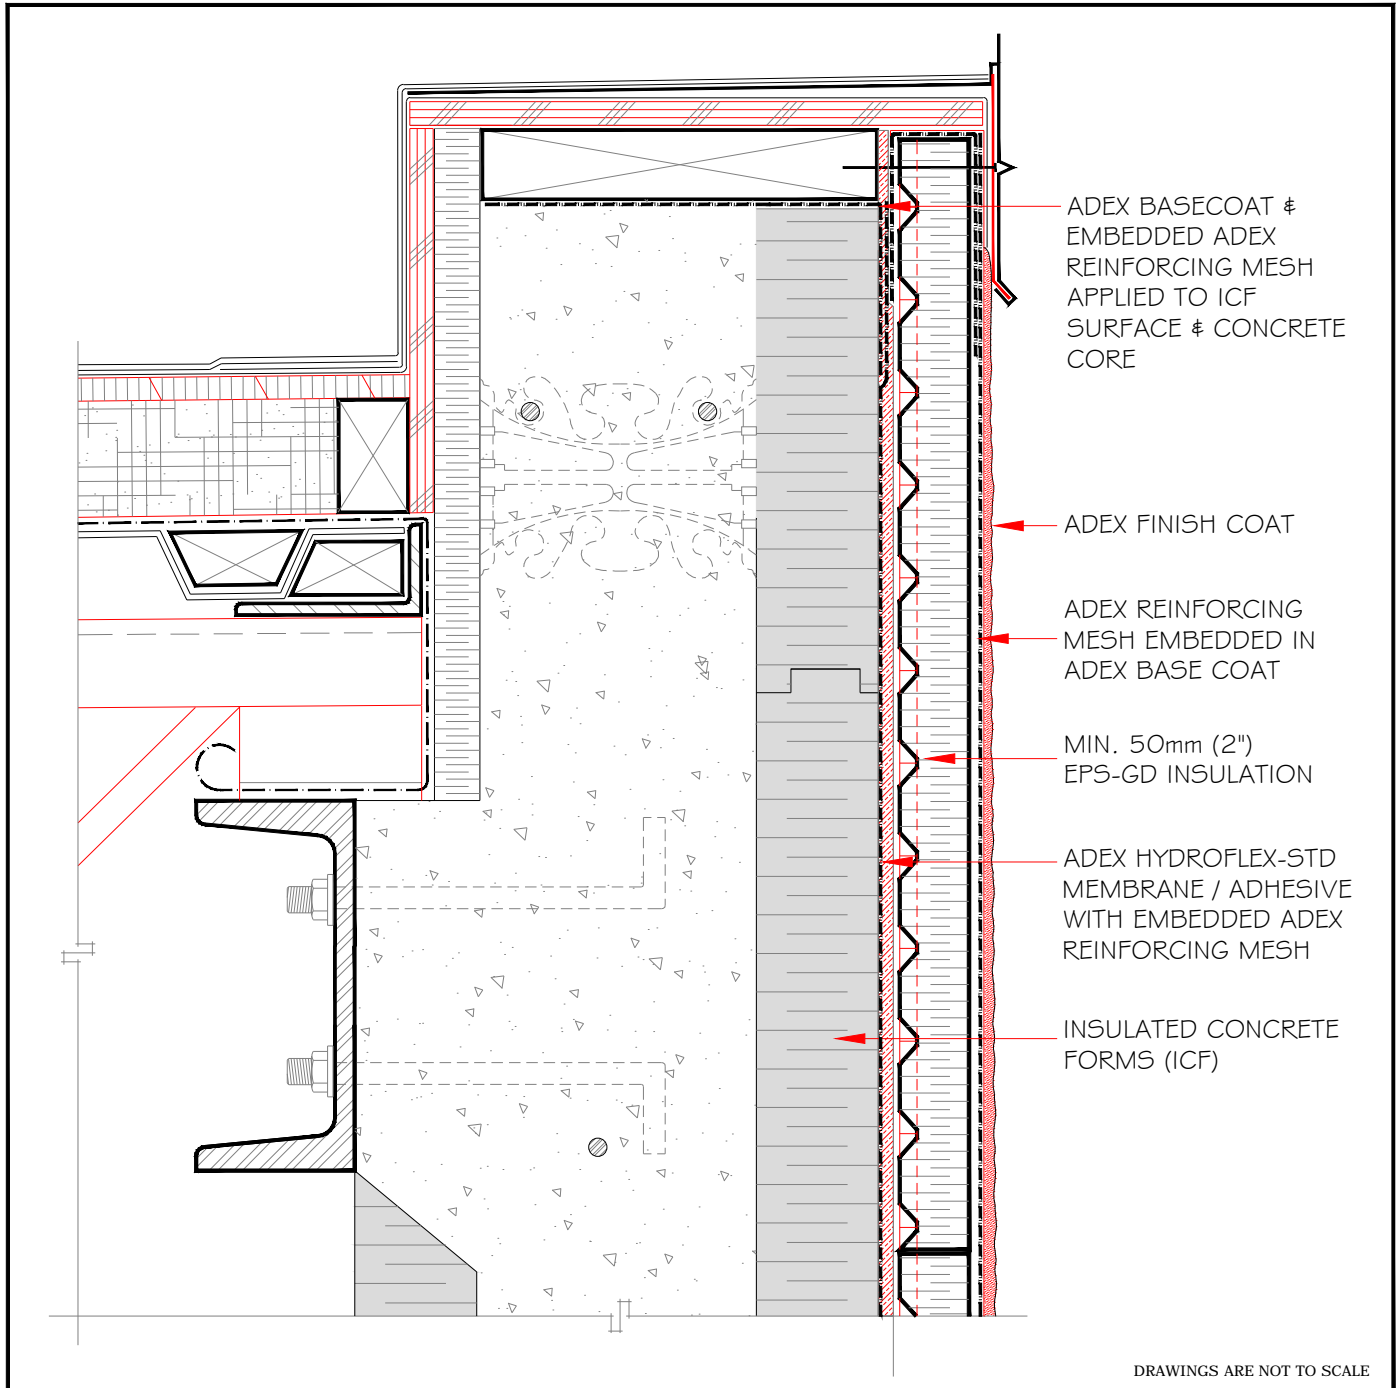 ADEX BASECOAT &
EMBEDDED ADEX
REINFORCING MESH
APPLIED TO ICF
SURFACE & CONCRETE
CORE
ADEX FINISH COAT
ADEX REINFORCING
MESH EMBEDDED IN
ADEX BASE COAT
MIN. 50mm (2")
EPS-GD INSULATION
ADEX HYDROFLEX-STD
MEMBRANE / ADHESIVE
WITH EMBEDDED ADEX
REINFORCING MESH
INSULATED CONCRETE
FORMS (ICF)
DRAWINGS ARE NOT TO SCALE